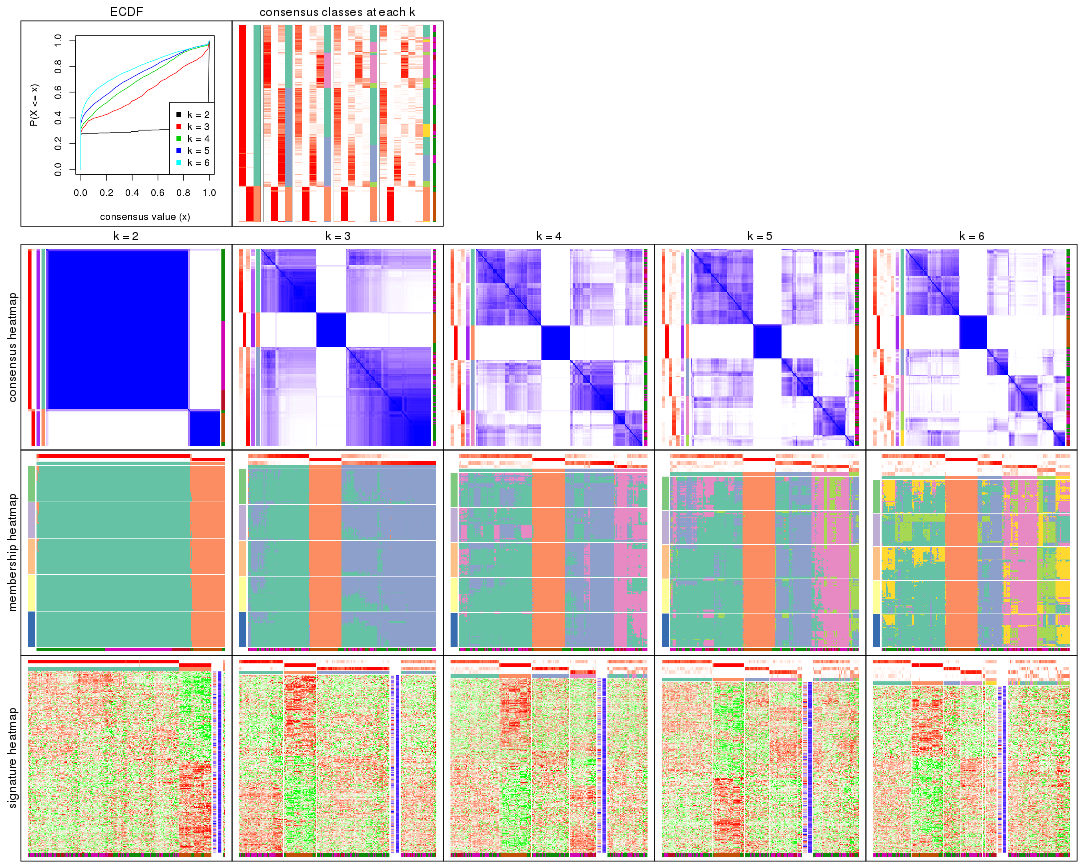 ECDF
consensus classes at each k
P(X <= x)
0.0 0.2 0.4 0.6 0.8 1.0
k = 2
k = 3
k = 4
k = 5
k = 6
0.0 0.2 0.4 0.6 0.8 1.0
consensus value (x)
k = 2 k = 3 k = 4 k = 5 k = 6
consensus heatmap
membership heatmap
signature heatmap